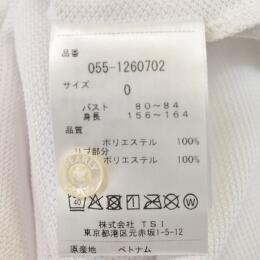 品番
055-1260702
サイズ
0
バスト 80～84
身長 156～164
品質
ポリエステル 100%
リブ部分
ポリエステル 100%
40
W
株式会社 TSI
東京都港区元赤坂1-5-12
原産地 ベトナム